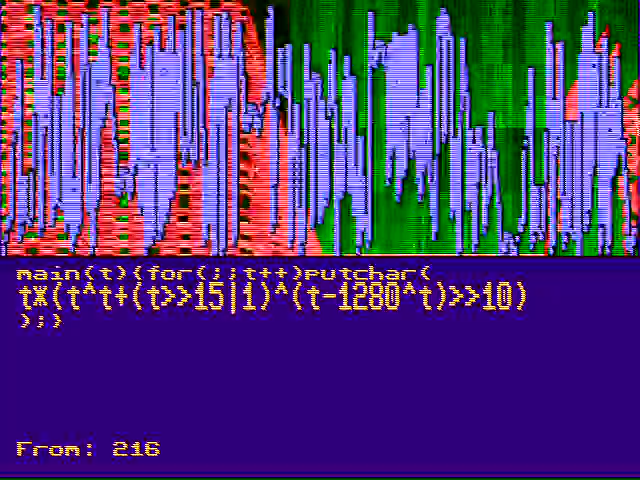 main(t){for(;;t++)putchar(
t*(t^t+(t>>15|1)^(t-1280^t)>>10)
);}
From: 216